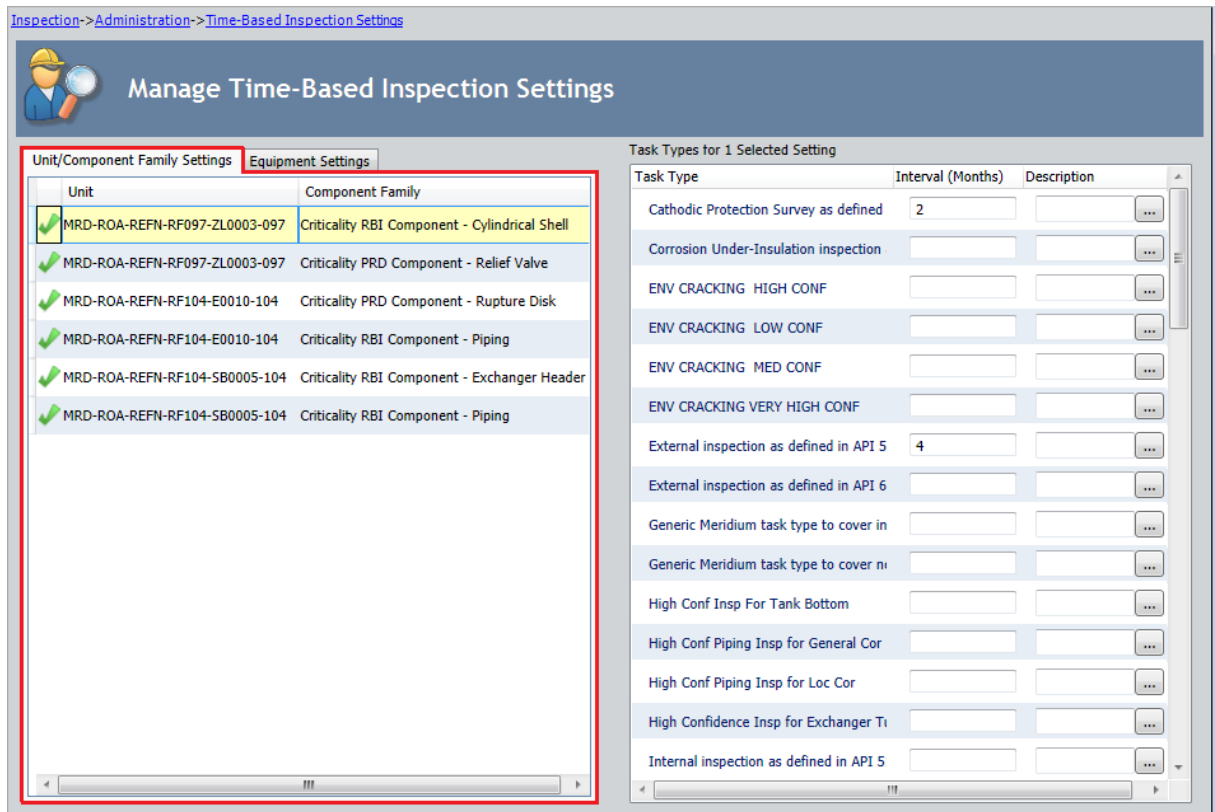 Inspection->Administration->Time-Based Inspection Settings
Manage Time-Based Inspection Settings
Unit/Component Family Settings
Equipment Settings
Unit Component Family
MRD-ROA-REFN-RF097-ZL0003-097 Criticality RBI Component - Cylindrical Shell
MRD-ROA-REFN-RF097-ZL0003-097 Criticality PRD Component - Relief Valve
MRD-ROA-REFN-RF104-E0010-104 Criticality PRD Component - Rupture Disk
MRD-ROA-REFN-RF104-E0010-104 Criticality RBI Component - Piping
MRD-ROA-REFN-RF104-SB0005-104 Criticality RBI Component - Exchanger Header
MRD-ROA-REFN-RF104-SB0005-104 Criticality RBI Component - Piping
Task Types for 1 Selected Setting
Task Type Interval (Months) Description
Cathodic Protection Survey as defined 2 ...
Corrosion Under-Insulation inspection ...
ENV CRACKING  HIGH CONF ...
ENV CRACKING  LOW CONF ...
ENV CRACKING  MED CONF ...
ENV CRACKING VERY HIGH CONF ...
External inspection as defined in API 5 4 ...
External inspection as defined in API 6 ...
Generic Meridium task type to cover in ...
Generic Meridium task type to cover ...
High Conf Insp For Tank Bottom ...
High Conf Piping Insp for General Cor ...
High Conf Piping Insp for Loc Cor ...
High Confidence Insp for Exchanger ...
Internal inspection as defined in API 5 ...